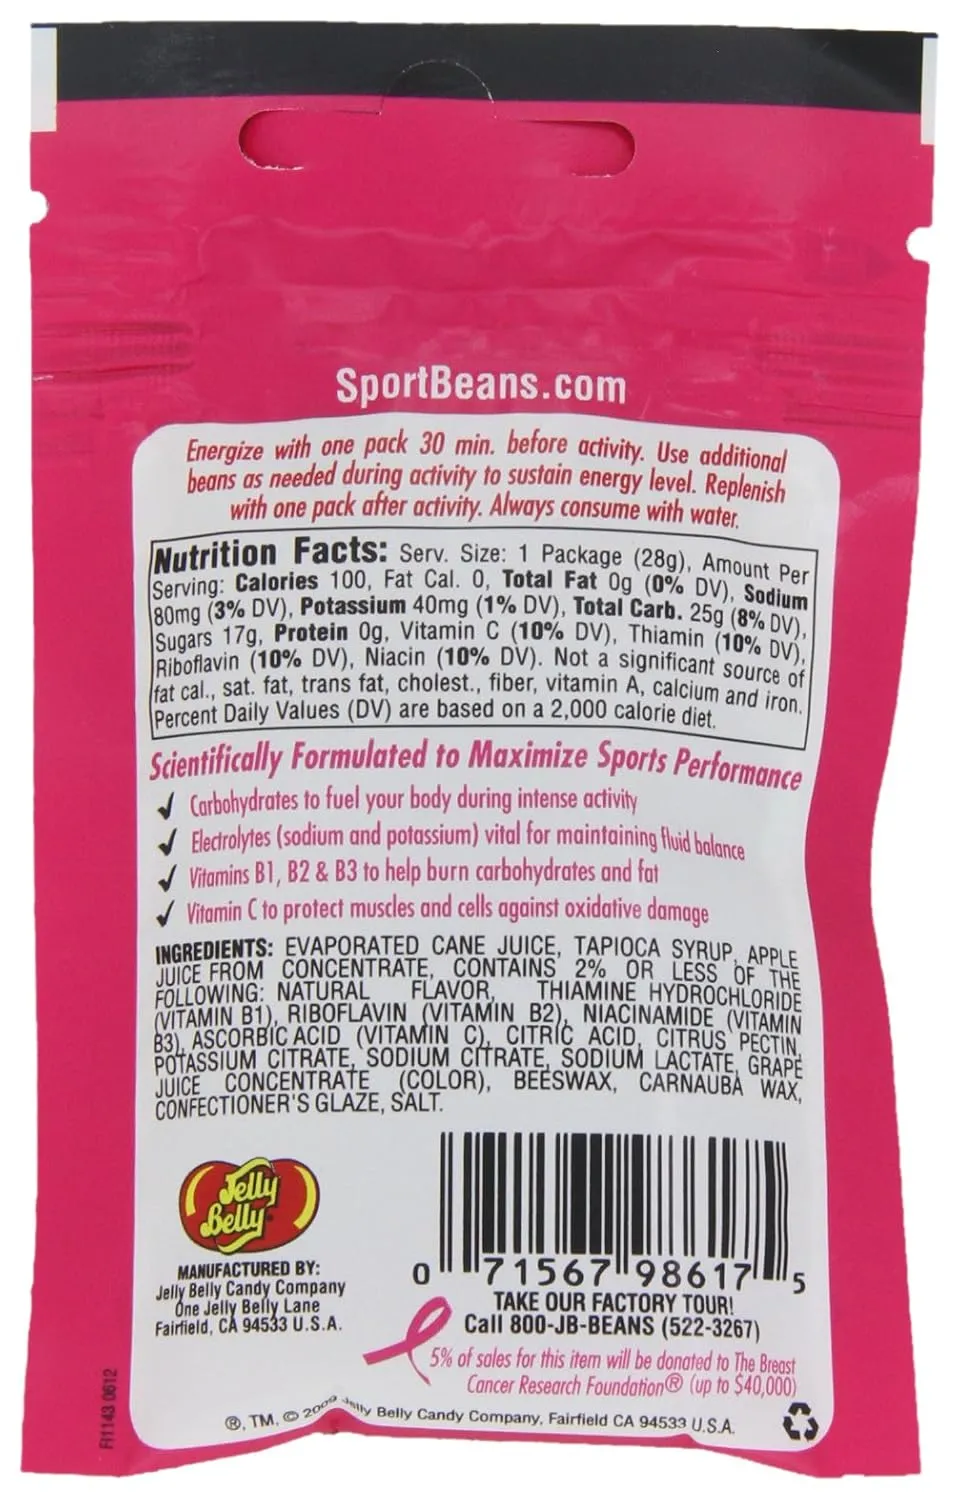 SportBeans.com
Energize with one pack 30 min. before activity. Use additional
beans as needed during activity to sustain energy level. Replenish
with one pack after activity. Always consume with water.
Nutrition Facts: Serv. Size: 1 Package (28g), Amount Per
Serving: Calories 100, Fat Cal. 0, Total Fat 0g (0% DV), Sodium
80mg (3% DV), Potassium 40mg (1% DV), Total Carb. 25g (8% DV),
Sugars 17g, Protein 0g, Vitamin C (10% DV), Thiamin (10% DV),
Riboflavin (10% DV), Niacin (10% DV). Not a significant source of
fat cal., sat. fat, trans fat, cholest., fiber, vitamin A, calcium and iron.
Percent Daily Values (DV) are based on a 2,000 calorie diet.
Scientifically Formulated to Maximize Sports Performance
✓ Carbohydrates to fuel your body during intense activity
✓ Electrolytes (sodium and potassium) vital for maintaining fluid balance
✓ Vitamins B1, B2 & B3 to help burn carbohydrates and fat
✓ Vitamin C to protect muscles and cells against oxidative damage
INGREDIENTS: EVAPORATED CANE JUICE, TAPIOCA SYRUP, APPLE
JUICE FROM CONCENTRATE, CONTAINS 2% OR LESS OF THE
FOLLOWING: NATURAL FLAVOR, THIAMINE HYDROCHLORIDE
(VITAMIN B1), RIBOFLAVIN (VITAMIN B2), NIACINAMIDE (VITAMIN
B3), ASCORBIC ACID (VITAMIN C), CITRIC ACID, CITRUS PECTIN,
POTASSIUM CITRATE, SODIUM CITRATE, SODIUM LACTATE, GRAPE
JUICE CONCENTRATE (COLOR), BEESWAX, CARNAUBA WAX,
CONFECTIONER'S GLAZE, SALT.
Jelly
Belly®
MANUFACTURED BY:
Jelly Belly Candy Company
One Jelly Belly Lane
Fairfield, CA 94533 U.S.A.
0 71567 98617 5
TAKE OUR FACTORY TOUR!
Call 800-JB-BEANS (522-3267)
5% of sales for this item will be donated to The Breast
Cancer Research Foundation® (up to $40,000)
®, TM, © 2009 Jelly Belly Candy Company, Fairfield CA 94533 U.S.A.
FI1143 0612